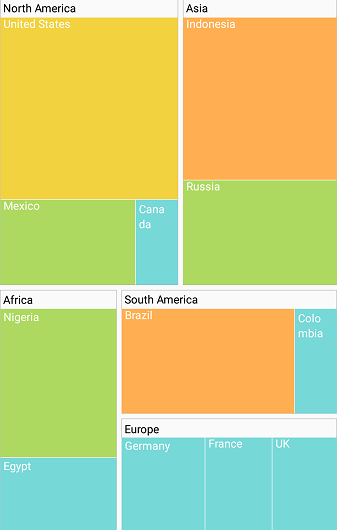 North America
United States
Mexico
Cana
da
Asia
Indonesia
Russia
Africa
Nigeria
Egypt
South America
Brazil
Colo
mbia
Europe
Germany
France
UK